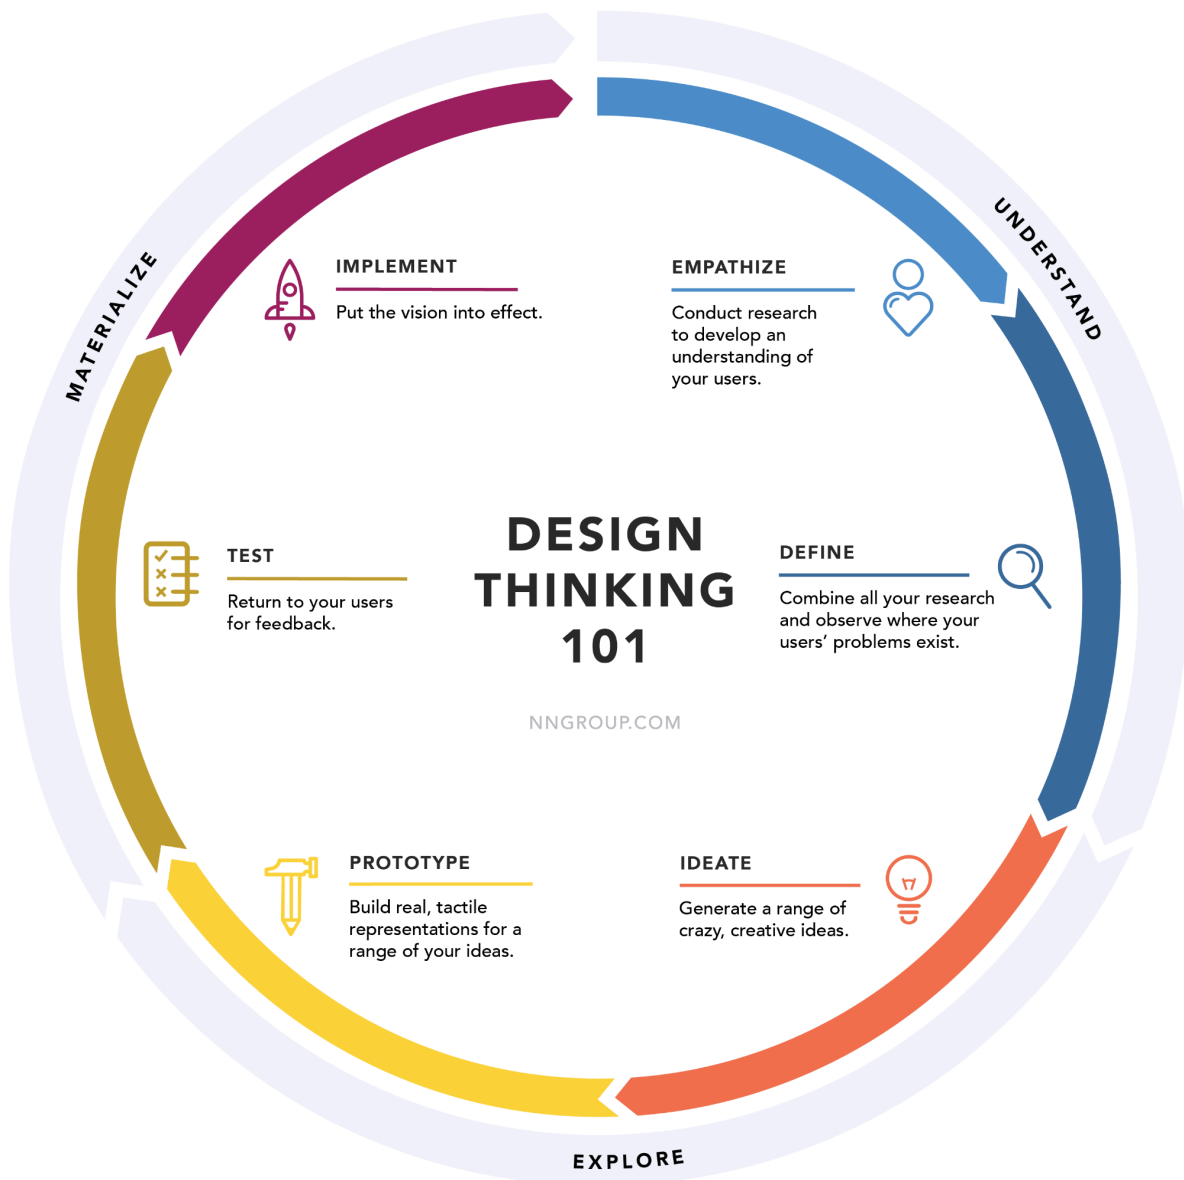 DESIGN
THINKING
101
NNGROUP.COM
UNDERSTAND
EMPATHIZE
Conduct research
to develop an
understanding of
your users.
DEFINE
Combine all your research
and observe where your
users’ problems exist.
EXPLORE
IDEATE
Generate a range of
crazy, creative ideas.
PROTOTYPE
Build real, tactile
representations for a
range of your ideas.
MATERIALIZE
TEST
Return to your users
for feedback.
IMPLEMENT
Put the vision into effect.